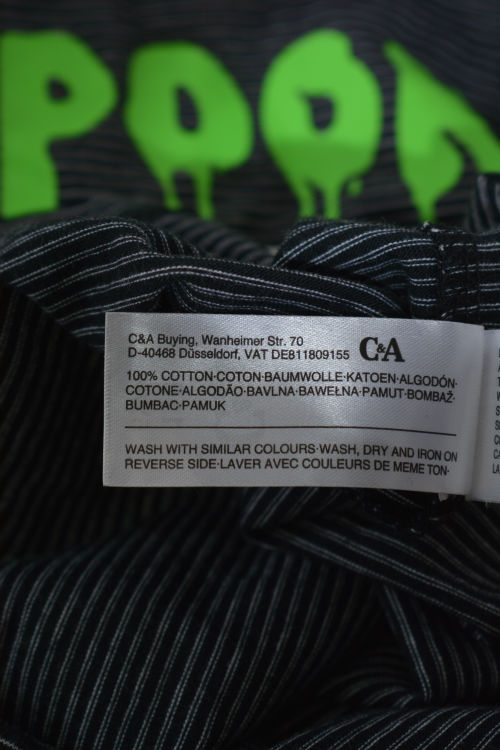 POO
C&A Buying, Wanheimer Str. 70
D-40468 Düsseldorf, VAT DE811809155 C&A
100% COTTON·COTON·BAUMWOLLE·KATOEN·ALGODÓN·
COTONE·ALGODÃO·BAVLNA·BAWEŁNA·PAMUT·BOMBAŽ·
BUMBAC·PAMUK
WASH WITH SIMILAR COLOURS·WASH, DRY AND IRON ON
REVERSE SIDE·LAVER AVEC COULEURS DE MEME TON·